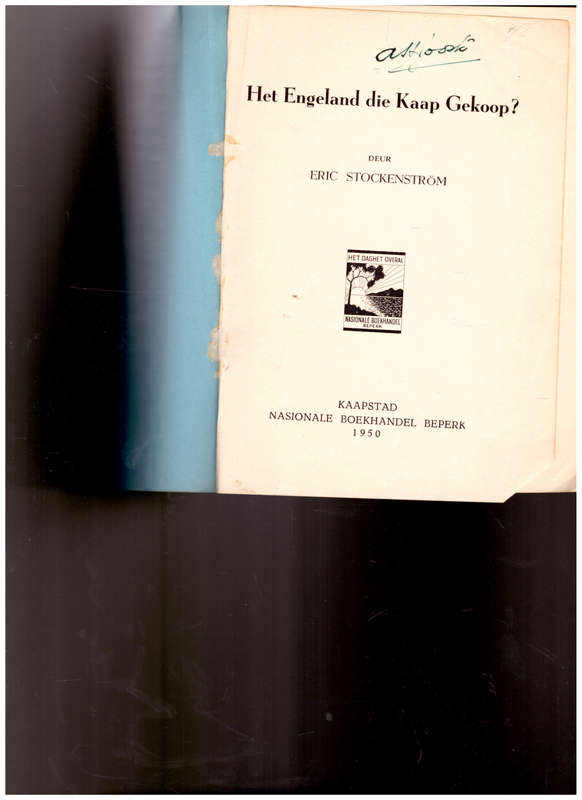 Het Engeland die Kaap Gekoop?
DEUR
ERIC STOCKENSTRÖM
HET DAGHET OVERAL
NASIONALE BOEKHANDEL
BEPERK
KAAPSTAD
NASIONALE BOEKHANDEL BEPERK
1950